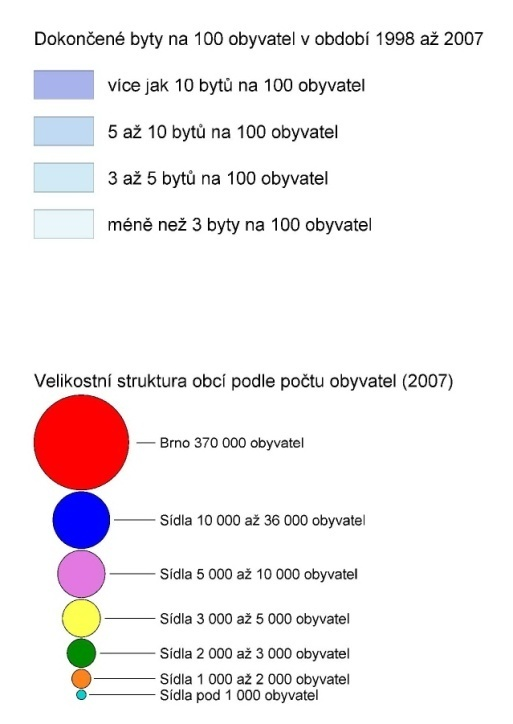 Dokončené byty na 100 obyvatel v období 1998 až 2007
více jak 10 bytů na 100 obyvatel
5 až 10 bytů na 100 obyvatel
3 až 5 bytů na 100 obyvatel
méně než 3 byty na 100 obyvatel
Velikostní struktura obcí podle počtu obyvatel (2007)
Brno 370 000 obyvatel
Sídla 10 000 až 36 000 obyvatel
Sídla 5 000 až 10 000 obyvatel
Sídla 3 000 až 5 000 obyvatel
Sídla 2 000 až 3 000 obyvatel
Sídla 1 000 až 2 000 obyvatel
Sídla pod 1 000 obyvatel